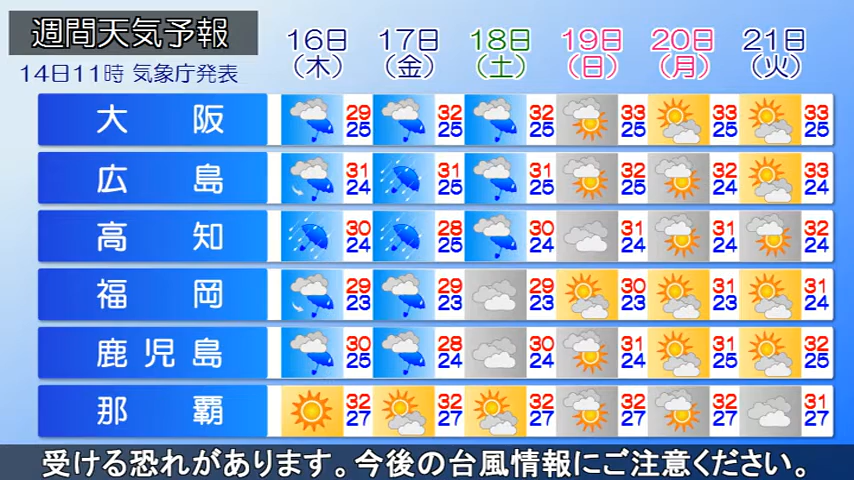 週間天気予報
14日11時 気象庁発表
16日 17日 18日 19日 20日 21日
(木) (金) (土) (日) (月) (火)
大阪 29 25 32 25 32 25 33 25 33 25 33 25
広島 31 24 31 25 31 25 32 25 32 24 33 24
高知 30 24 28 25 30 24 31 24 31 24 32 24
福岡 29 23 29 23 29 23 30 23 31 23 31 24
鹿児島 30 25 28 24 30 24 31 24 31 25 32 25
那覇 32 27 32 27 32 27 32 27 32 27 31 27
受ける恐れがあります。今後の台風情報にご注意ください。